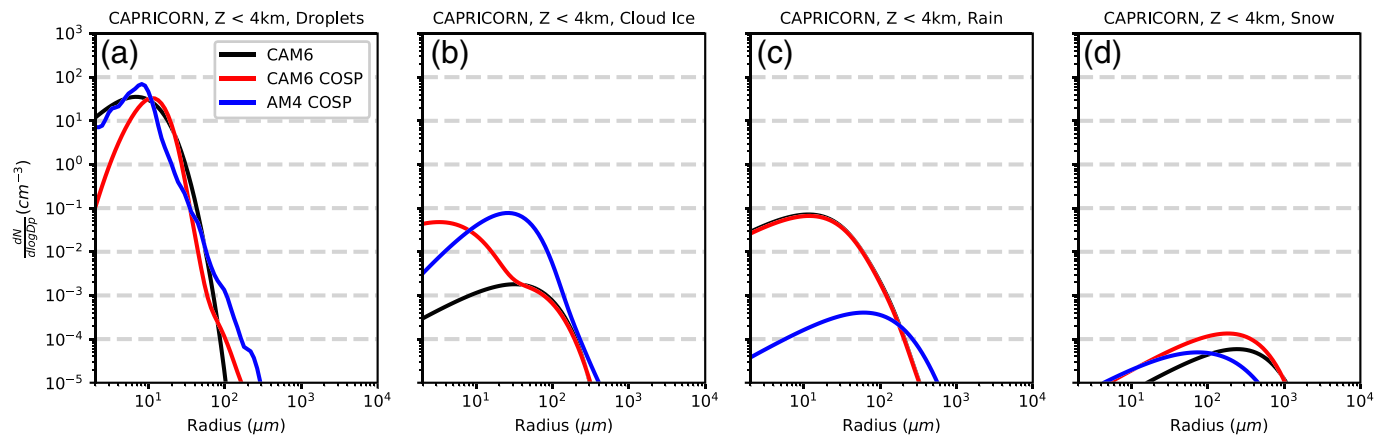 CAPRICORN, Z < 4km, Droplets
CAPRICORN, Z < 4km, Cloud Ice
CAPRICORN, Z < 4km, Rain
CAPRICORN, Z < 4km, Snow
(a)
(b)
(c)
(d)
CAM6
CAM6 COSP
AM4 COSP
10³
10²
10¹
10⁰
10⁻¹
10⁻²
10⁻³
10⁻⁴
10⁻⁵
dN/dlogDp (cm⁻³)
10¹ 10² 10³ 10⁴
10¹ 10² 10³ 10⁴
10¹ 10² 10³ 10⁴
10¹ 10² 10³ 10⁴
Radius (μm)
Radius (μm)
Radius (μm)
Radius (μm)